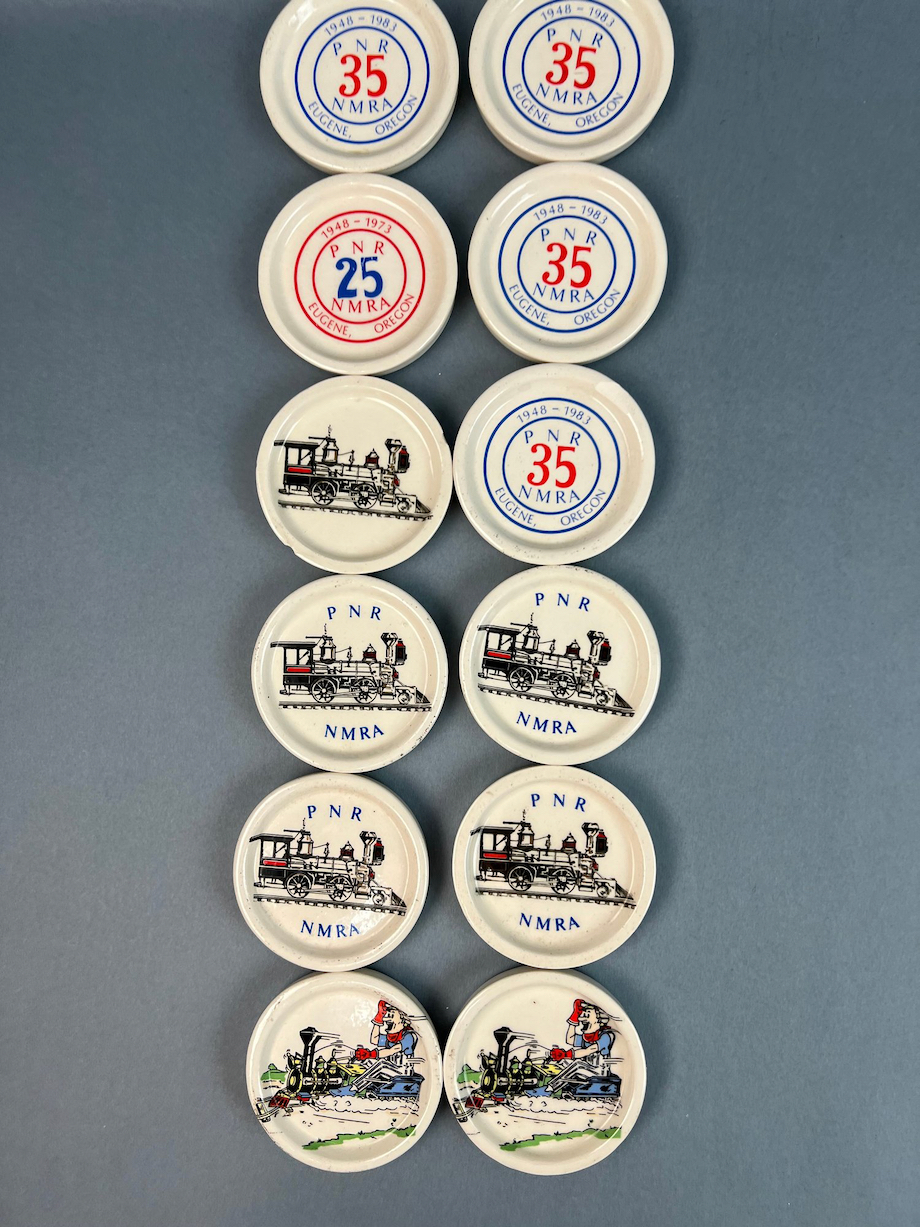 1948 - 1983
P N R
35
NMRA
EUGENE, OREGON
1948 - 1983
P N R
35
NMRA
EUGENE, OREGON
1948 - 1973
P N R
25
NMRA
EUGENE, OREGON
1948 - 1983
P N R
35
NMRA
EUGENE, OREGON
1948 - 1983
P N R
35
NMRA
EUGENE, OREGON
P N R
NMRA
P N R
NMRA
P N R
NMRA
P N R
NMRA